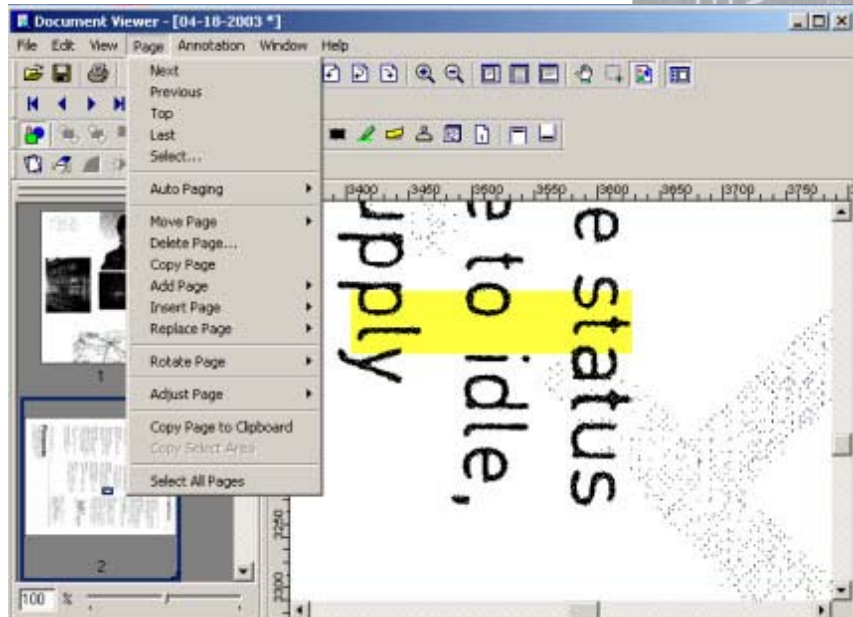 Document Viewer - [04-18-2003 *]
File Edit View Page Annotation Window Help
Next
Previous
Top
Last
Select...
Auto Paging
Move Page
Delete Page...
Copy Page
Add Page
Insert Page
Replace Page
Rotate Page
Adjust Page
Copy Page to Clipboard
Copy Select Area
Select All Pages
3400 3450 3500 3550 3600 3650 3700 3750
e status
e to idle,
upply
1
2
3250
3300
100 %